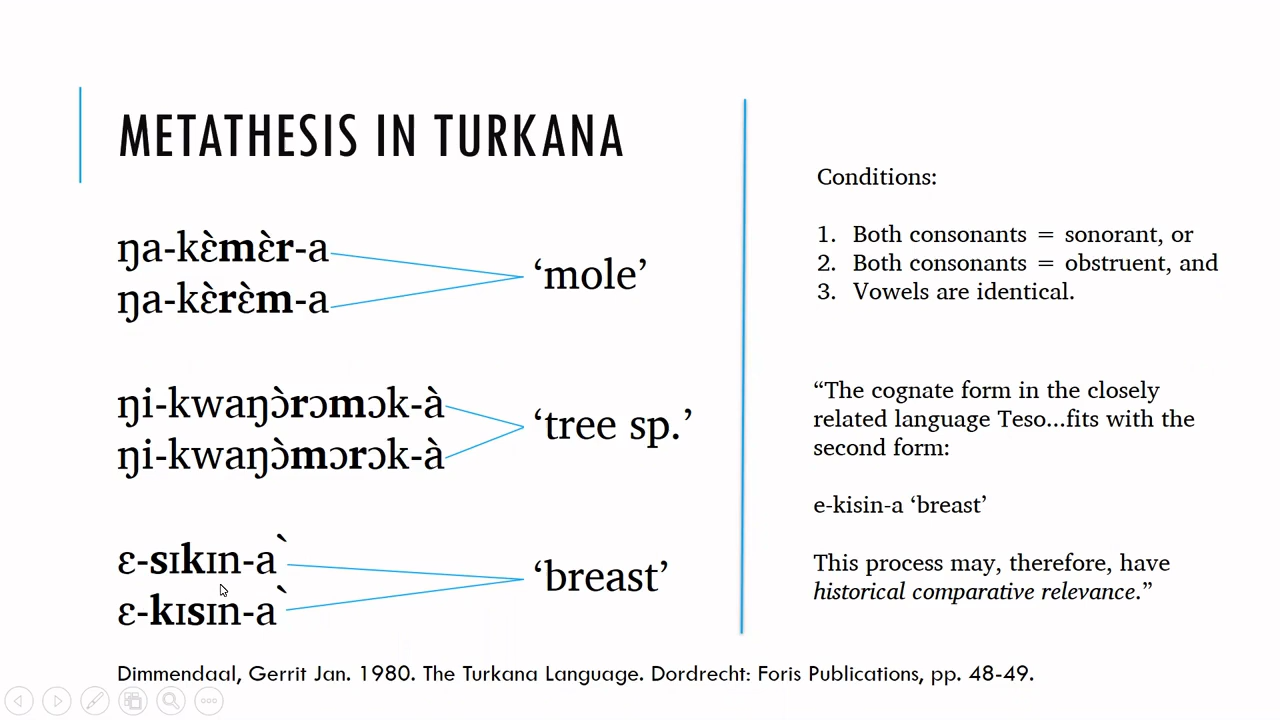 METATHESIS IN TURKANA
ŋa-kɛ̀mɛ̀r-a
ŋa-kɛ̀rɛ̀m-a
‘mole’
ŋi-kwaŋɔ̀rɔmɔk-à
ŋi-kwaŋɔ̀mɔrɔk-à
‘tree sp.’
ɛ-sɪkɪn-aˋ
ɛ-kɪsɪn-aˋ
‘breast’
Conditions:
1. Both consonants = sonorant, or
2. Both consonants = obstruent, and
3. Vowels are identical.
“The cognate form in the closely
related language Teso...fits with the
second form:
e-kisin-a ‘breast’
This process may, therefore, have
historical comparative relevance.”
Dimmendaal, Gerrit Jan. 1980. The Turkana Language. Dordrecht: Foris Publications, pp. 48-49.